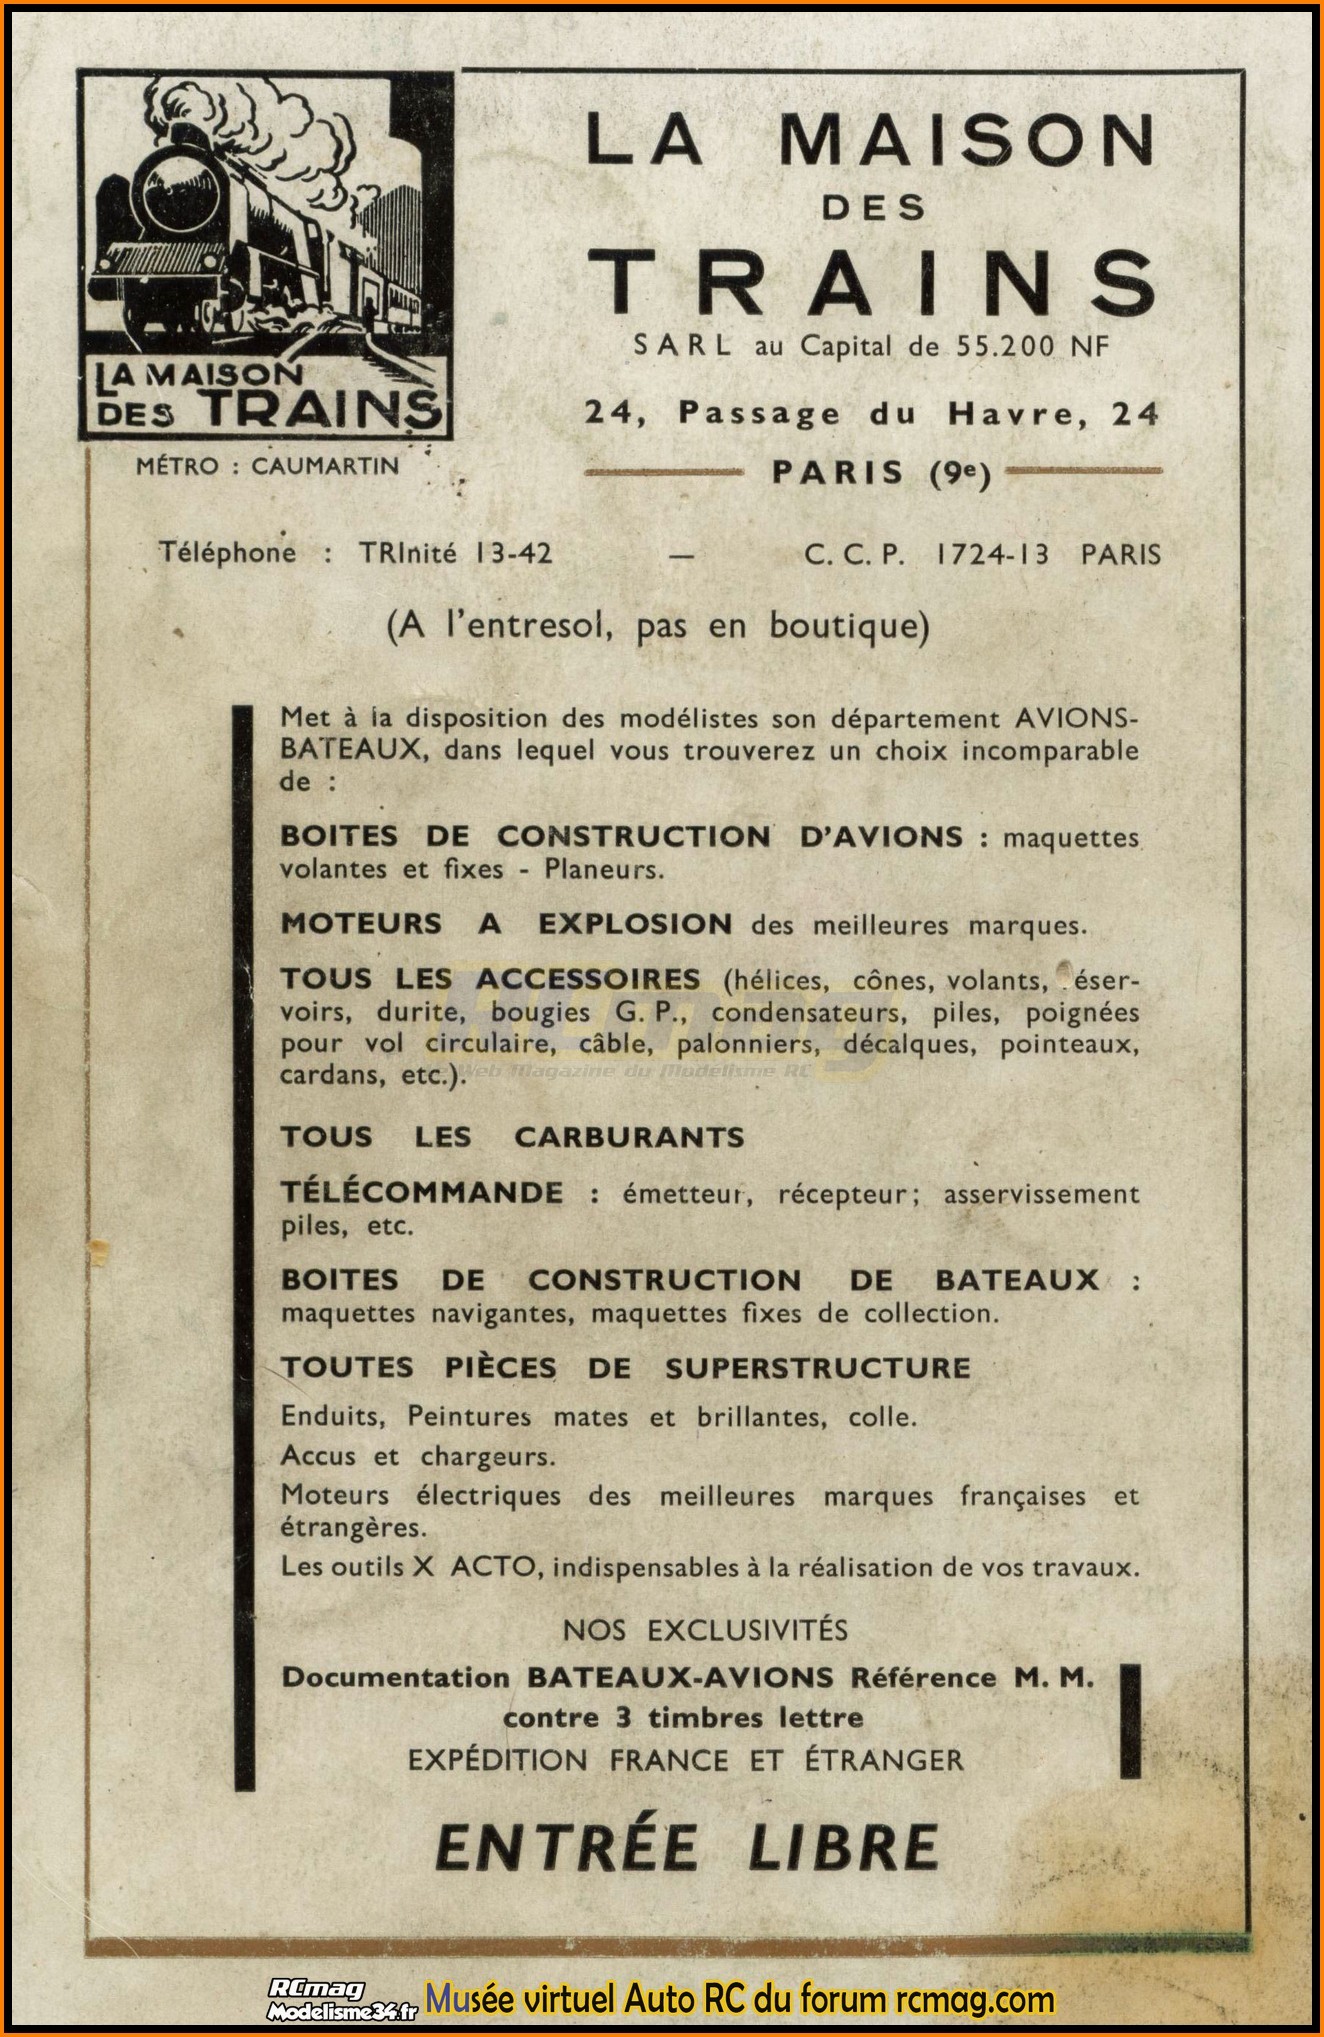 LA MAISON
DES
TRAINS
SARL au Capital de 55.200 NF
24, Passage du Havre, 24
PARIS (9e)
LA MAISON
DES TRAINS
MÉTRO : CAUMARTIN
Téléphone : TRInité 13-42 — C. C. P. 1724-13 PARIS
(A l'entresol, pas en boutique)
Met à la disposition des modélistes son département AVIONS-
BATEAUX, dans lequel vous trouverez un choix incomparable
de :
BOITES DE CONSTRUCTION D'AVIONS : maquettes
volantes et fixes - Planeurs.
MOTEURS A EXPLOSION des meilleures marques.
TOUS LES ACCESSOIRES (hélices, cônes, volants, éser-
voirs, durite, bougies G. P., condensateurs, piles, poignées
pour vol circulaire, câble, palonniers, décalques, pointeaux,
cardans, etc.).
Web Magazine du Modélisme RC
TOUS LES CARBURANTS
TÉLÉCOMMANDE : émetteur, récepteur; asservissement
piles, etc.
BOITES DE CONSTRUCTION DE BATEAUX :
maquettes navigantes, maquettes fixes de collection.
TOUTES PIÈCES DE SUPERSTRUCTURE
Enduits, Peintures mates et brillantes, colle.
Accus et chargeurs.
Moteurs électriques des meilleures marques françaises et
étrangères.
Les outils X ACTO, indispensables à la réalisation de vos travaux.
NOS EXCLUSIVITÉS
Documentation BATEAUX-AVIONS Référence M. M.
contre 3 timbres lettre
EXPÉDITION FRANCE ET ÉTRANGER
ENTRÉE LIBRE
RCmag
Modelisme34.fr
Musée virtuel Auto RC du forum rcmag.com